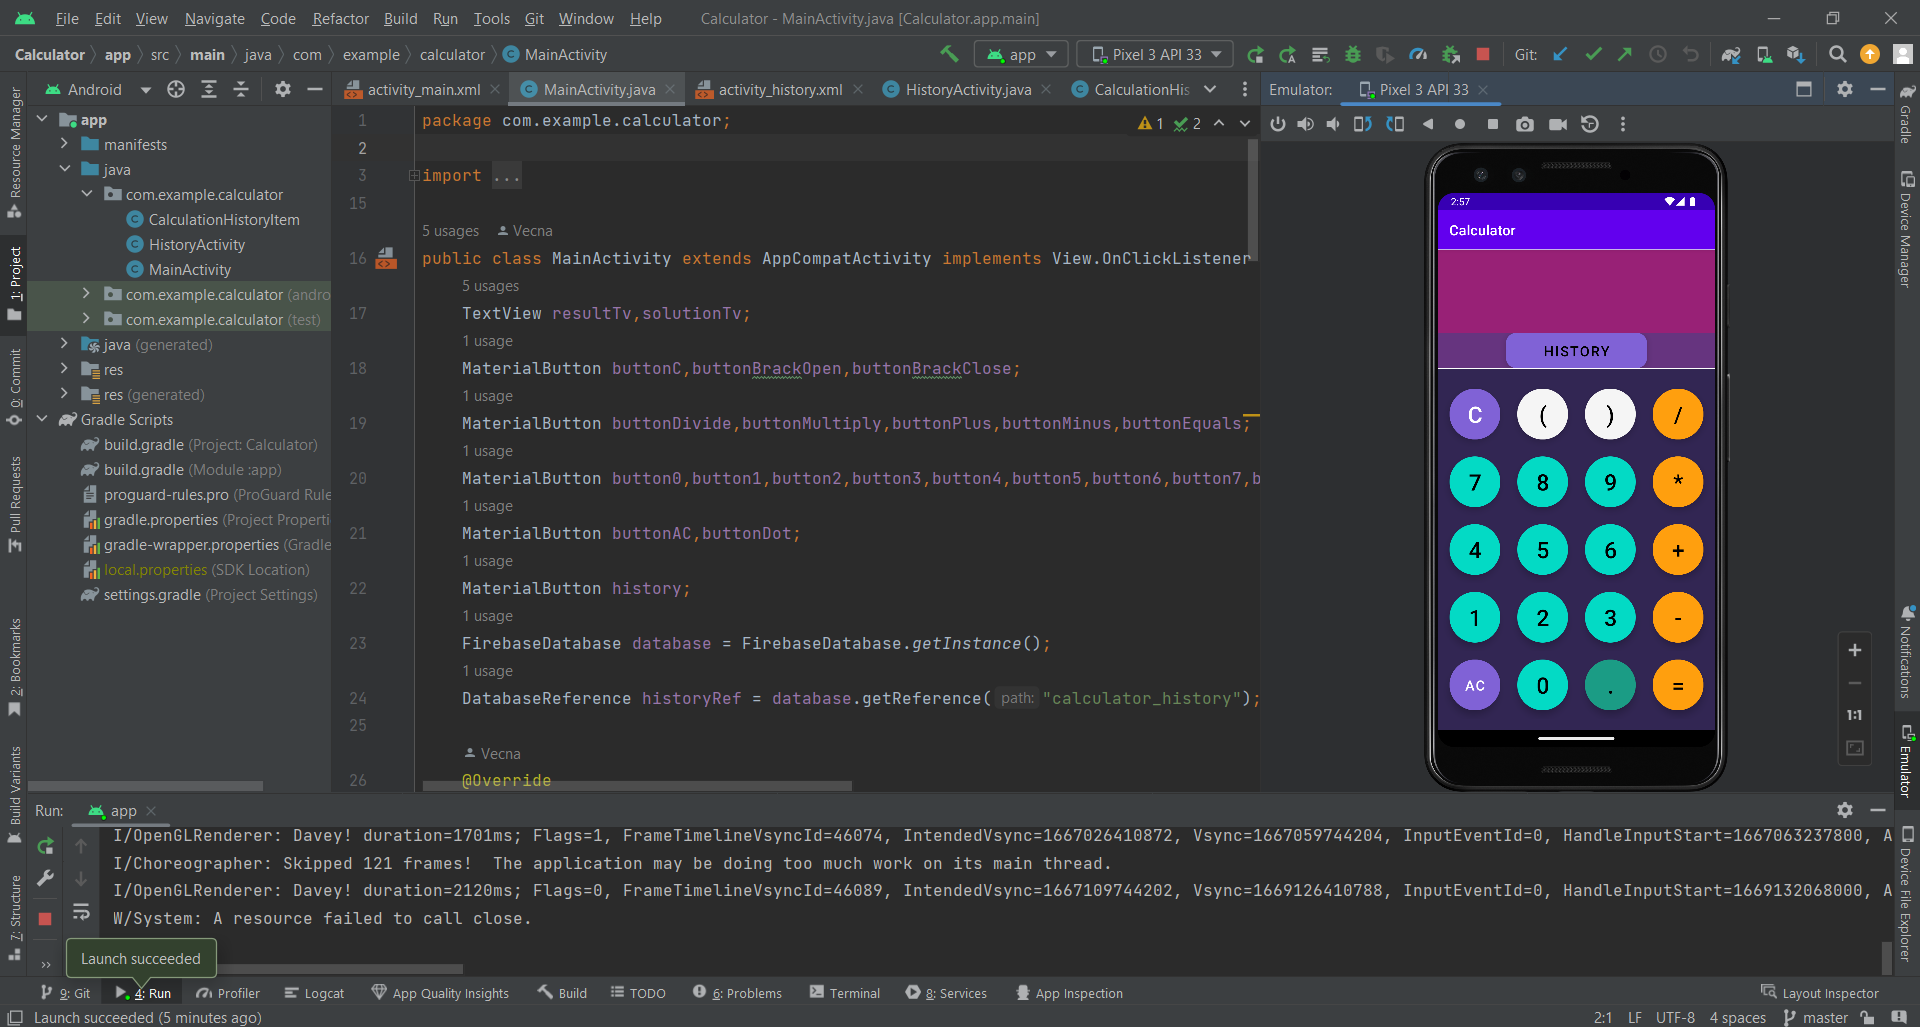 File Edit View Navigate Code Refactor Build Run Tools Git Window Help Calculator - MainActivity.java [Calculator.app.main]
Calculator app src main java com example calculator MainActivity app Pixel 3 API 33 Git:
Android activity_main.xml MainActivity.java activity_history.xml HistoryActivity.java CalculationHis Emulator: Pixel 3 API 33
Resource Manager
1: Project
0: Commit
Pull Requests
2: Bookmarks
Build Variants
7: Structure
app
manifests
java
com.example.calculator
CalculationHistoryItem
HistoryActivity
MainActivity
com.example.calculator (andro
com.example.calculator (test)
java (generated)
res
res (generated)
Gradle Scripts
build.gradle (Project: Calculator)
build.gradle (Module :app)
proguard-rules.pro (ProGuard Rule
gradle.properties (Project Properti
gradle-wrapper.properties (Gradle
local.properties (SDK Location)
settings.gradle (Project Settings)
1 package com.example.calculator; 1 2
2
3 import ...
15
5 usages Vecna
16 public class MainActivity extends AppCompatActivity implements View.OnClickListener
5 usages
17 TextView resultTv,solutionTv;
1 usage
18 MaterialButton buttonC,buttonBrackOpen,buttonBrackClose;
1 usage
19 MaterialButton buttonDivide,buttonMultiply,buttonPlus,buttonMinus,buttonEquals;
1 usage
20 MaterialButton button0,button1,button2,button3,button4,button5,button6,button7,b
1 usage
21 MaterialButton buttonAC,buttonDot;
1 usage
22 MaterialButton history;
1 usage
23 FirebaseDatabase database = FirebaseDatabase.getInstance();
1 usage
24 DatabaseReference historyRef = database.getReference( path: "calculator_history");
25
Vecna
26 @Override
2:57
Calculator
HISTORY
C ( ) /
7 8 9 *
4 5 6 +
1 2 3 -
AC 0 . =
1:1
Gradle
Device Manager
Notifications
Emulator
Device File Explorer
Run: app
I/OpenGLRenderer: Davey! duration=1701ms; Flags=1, FrameTimelineVsyncId=46074, IntendedVsync=1667026410872, Vsync=1667059744204, InputEventId=0, HandleInputStart=1667063237800, A
I/Choreographer: Skipped 121 frames!  The application may be doing too much work on its main thread.
I/OpenGLRenderer: Davey! duration=2120ms; Flags=0, FrameTimelineVsyncId=46089, IntendedVsync=1667109744202, Vsync=1669126410788, InputEventId=0, HandleInputStart=1669132068000, A
W/System: A resource failed to call close.
Launch succeeded
9: Git 4: Run Profiler Logcat App Quality Insights Build TODO 6: Problems Terminal 8: Services App Inspection Layout Inspector
Launch succeeded (5 minutes ago) 2:1 LF UTF-8 4 spaces master